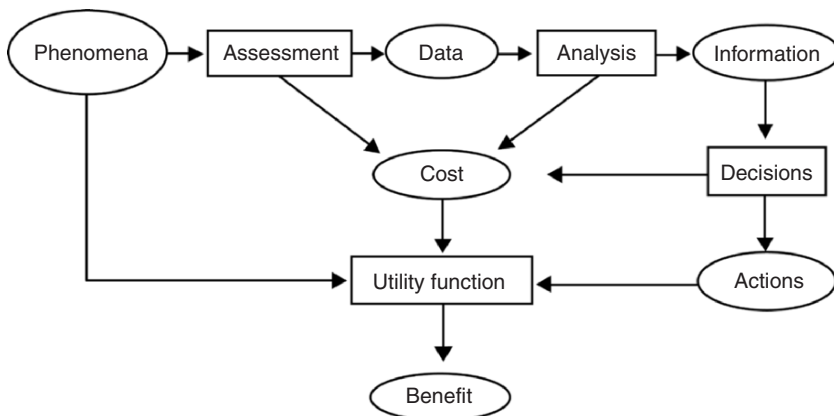 Phenomena
Assessment
Data
Analysis
Information
Cost
Decisions
Utility function
Actions
Benefit